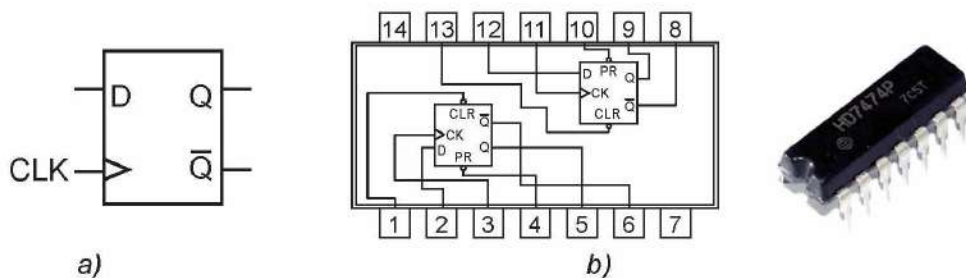 D Q
CLK Q̅
a)
14 13 12 11 10 9 8
D PR Q
CK
CLR Q̅
CLR Q̅
CK
D Q
PR
1 2 3 4 5 6 7
b)
HD7474P
7CST